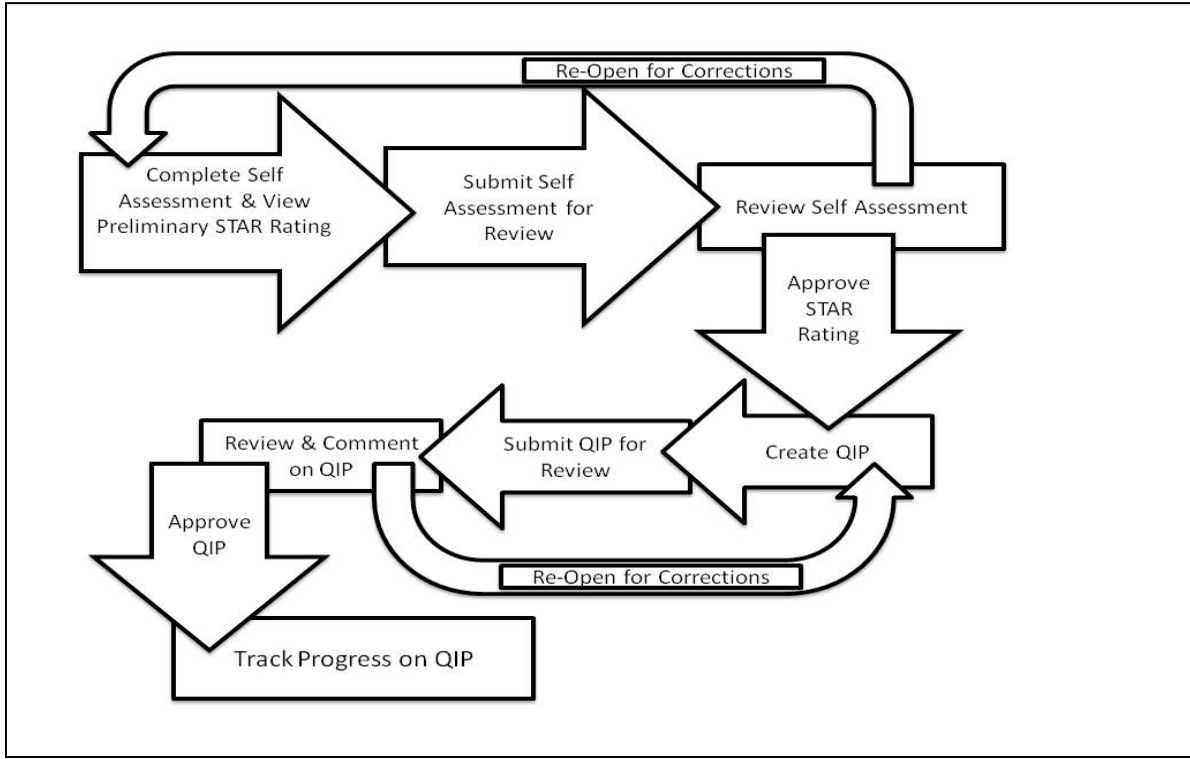 Re-Open for Corrections
Complete Self
Assessment & View
Preliminary STAR Rating
Submit Self
Assessment for
Review
Review Self Assessment
Approve
STAR
Rating
Create QIP
Submit QIP for
Review
Review & Comment
on QIP
Re-Open for Corrections
Approve
QIP
Track Progress on QIP